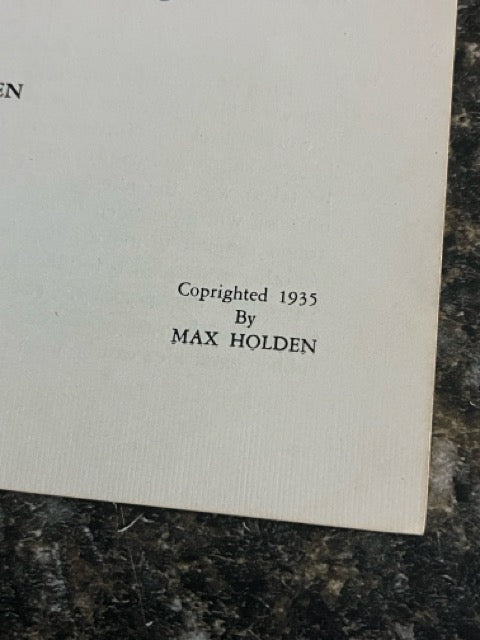 EN
Coprighted 1935
By
MAX HOLDEN